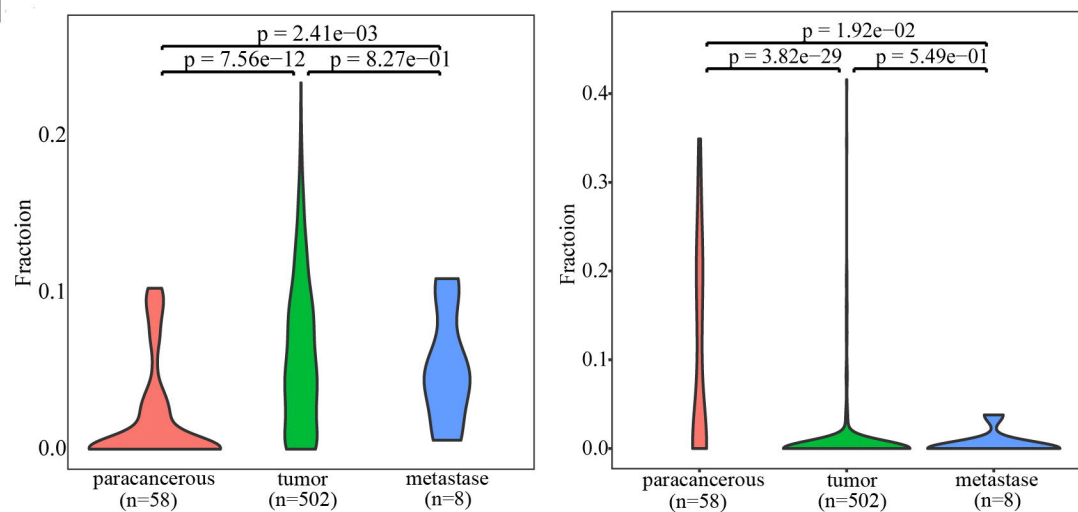 p = 2.41e−03
p = 7.56e−12 p = 8.27e−01
Fractoion
0.2
0.1
0.0
paracancerous tumor metastase
(n=58) (n=502) (n=8)
p = 1.92e−02
p = 3.82e−29 p = 5.49e−01
Fractoion
0.4
0.3
0.2
0.1
0.0
paracancerous tumor metastase
(n=58) (n=502) (n=8)